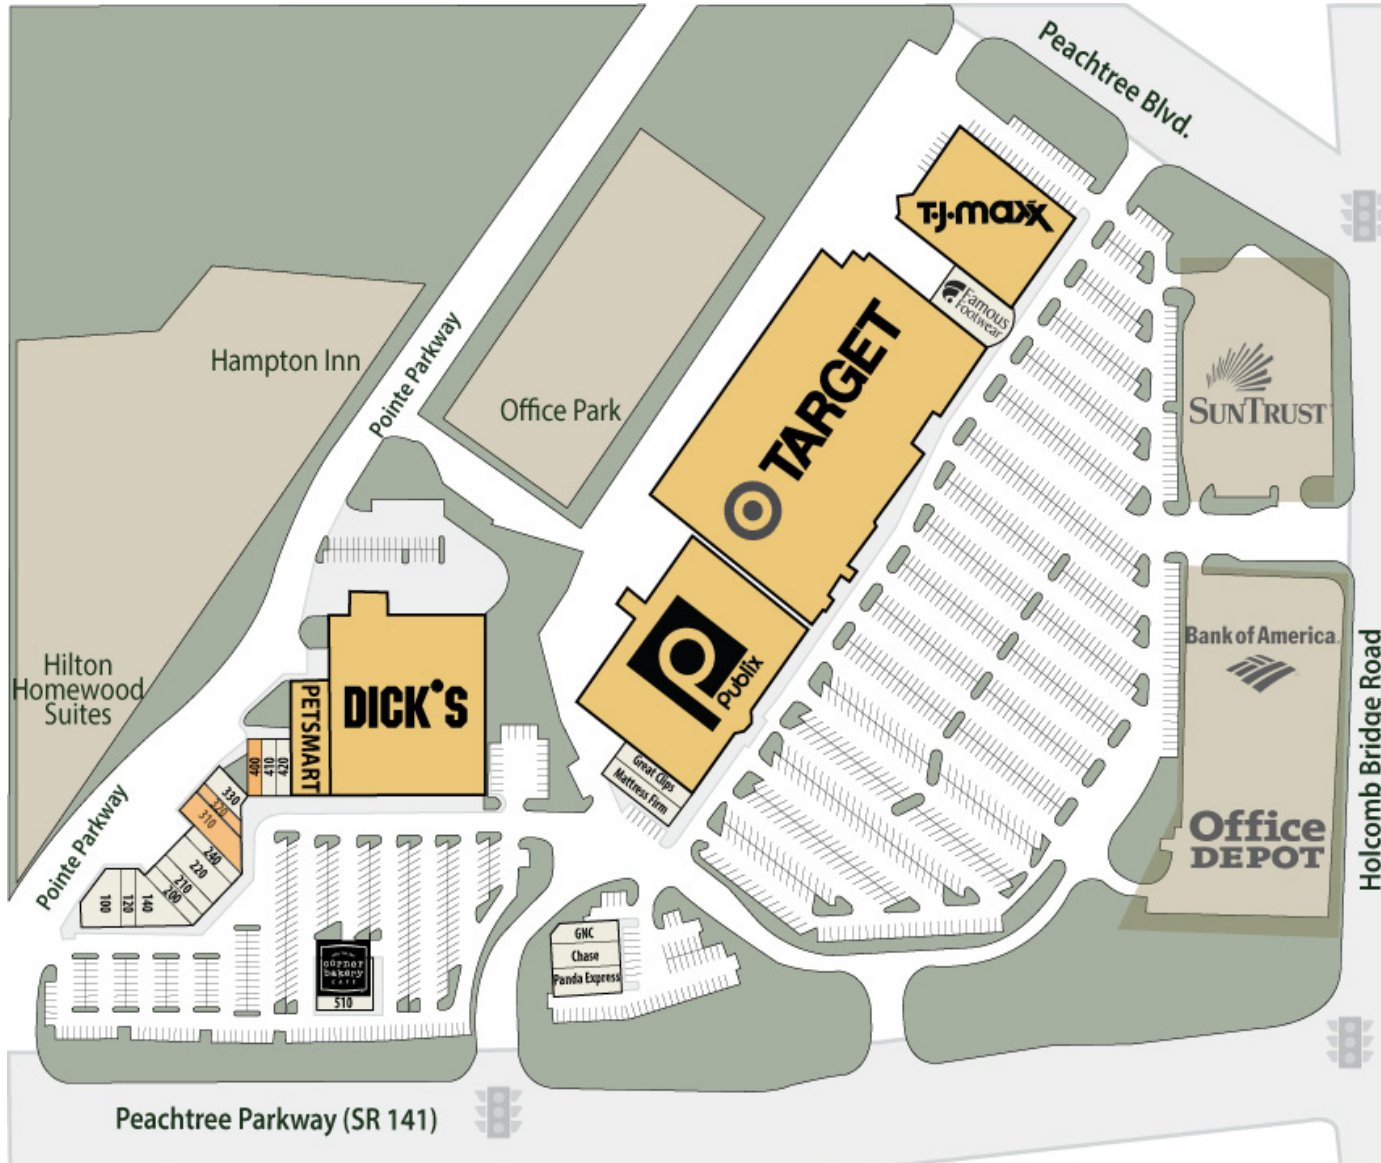 Peachtree Blvd.
T·J·maxx
Famous
Footwear
Hampton Inn
Pointe Parkway
Office Park
TARGET
SUNTRUST
Bank of America
Publix
Hilton
Homewood
Suites
DICK'S
PETSMART
400
410
420
Great Clips
Mattress Firm
330
320
310
240
220
210
200
140
120
100
Pointe Parkway
Office
DEPOT
Holcomb Bridge Road
GNC
Chase
Panda Express
corner
bakery
CAFE
510
Peachtree Parkway (SR 141)